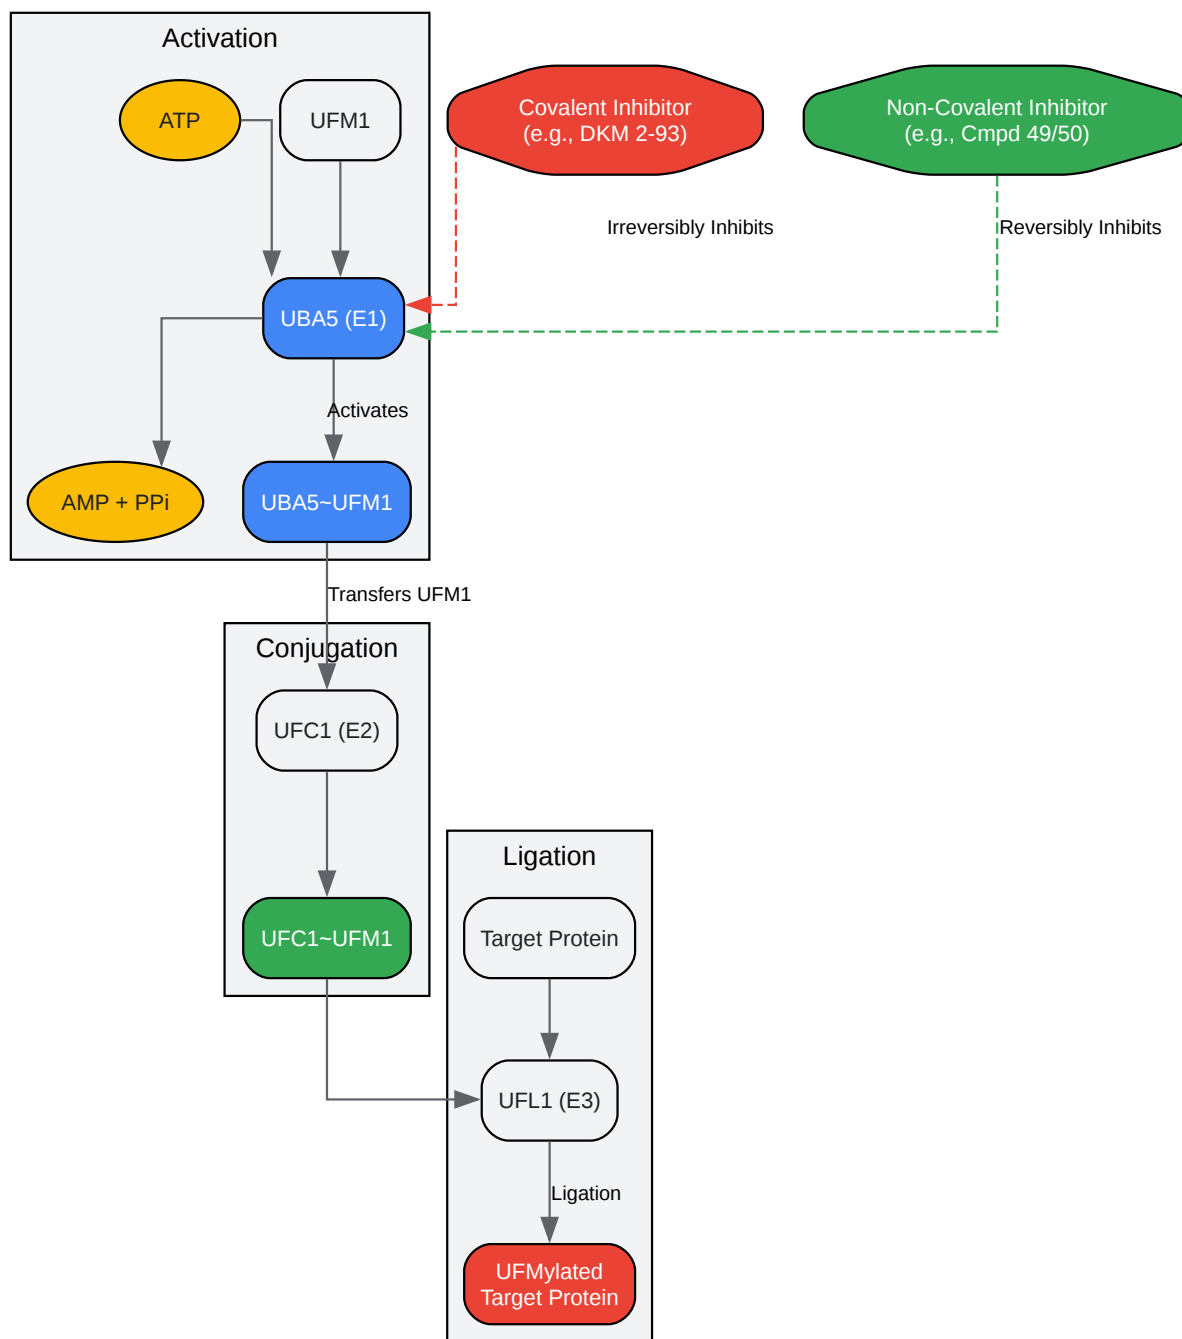 Activation
ATP
UFM1
Covalent Inhibitor
(e.g., DKM 2-93)
Non-Covalent Inhibitor
(e.g., Cmpd 49/50)
Irreversibly Inhibits
Reversibly Inhibits
UBA5 (E1)
Activates
AMP + PPi
UBA5~UFM1
Transfers UFM1
Conjugation
UFC1 (E2)
UFC1~UFM1
Ligation
Target Protein
UFL1 (E3)
Ligation
UFMylated
Target Protein